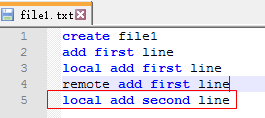 file1.txt
1 create file1
2 add first line
3 local add first line
4 remote add first line
5 local add second line